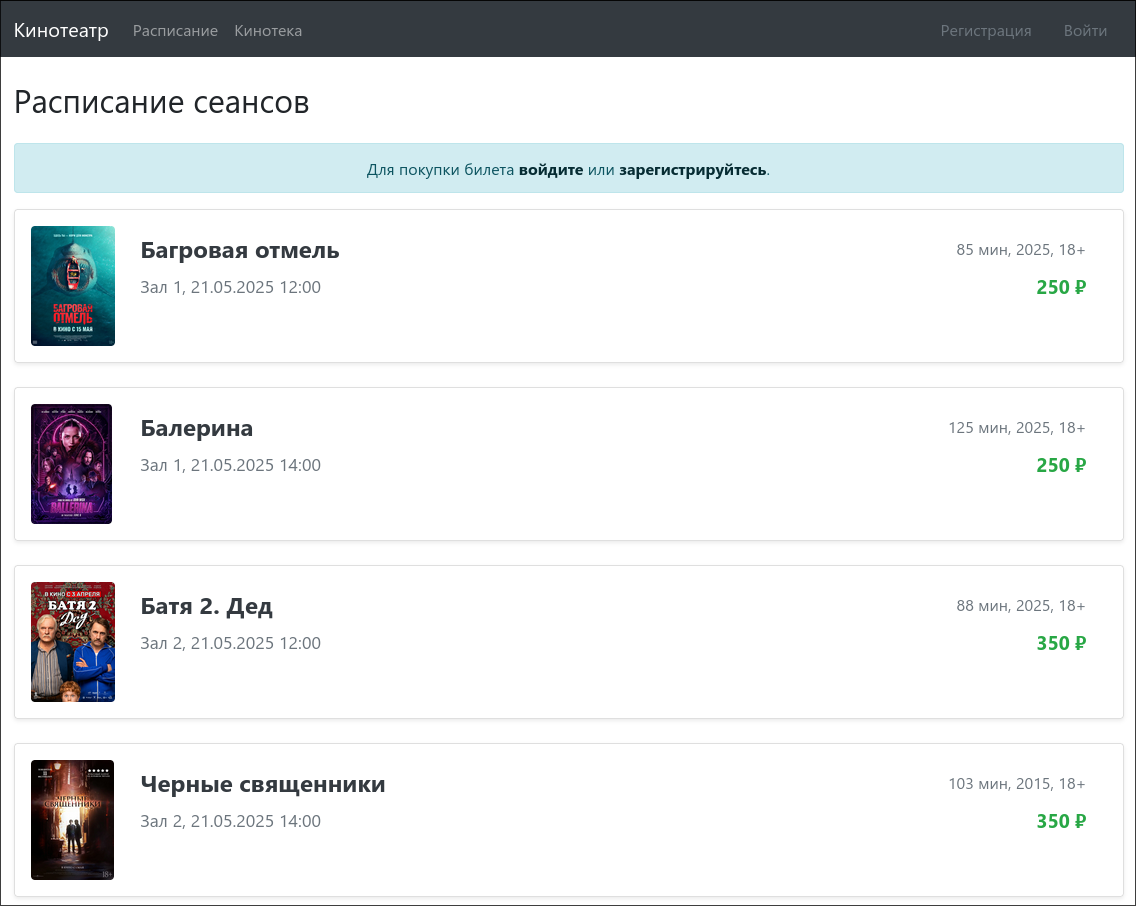 Кинотеатр Расписание Кинотека Регистрация Войти
Расписание сеансов
Для покупки билета войдите или зарегистрируйтесь.
БАГРОВАЯ
ОТМЕЛЬ
В КИНО С 15 МАЯ
Багровая отмель 85 мин, 2025, 18+
Зал 1, 21.05.2025 12:00 250 ₽
BALLERINA
Балерина 125 мин, 2025, 18+
Зал 1, 21.05.2025 14:00 250 ₽
В КИНО С 3 АПРЕЛЯ
БАТЯ 2
Дед
Батя 2. Дед 88 мин, 2025, 18+
Зал 2, 21.05.2025 12:00 350 ₽
ЧЕРНЫЕ
СВЯЩЕННИКИ
18+
Черные священники 103 мин, 2015, 18+
Зал 2, 21.05.2025 14:00 350 ₽